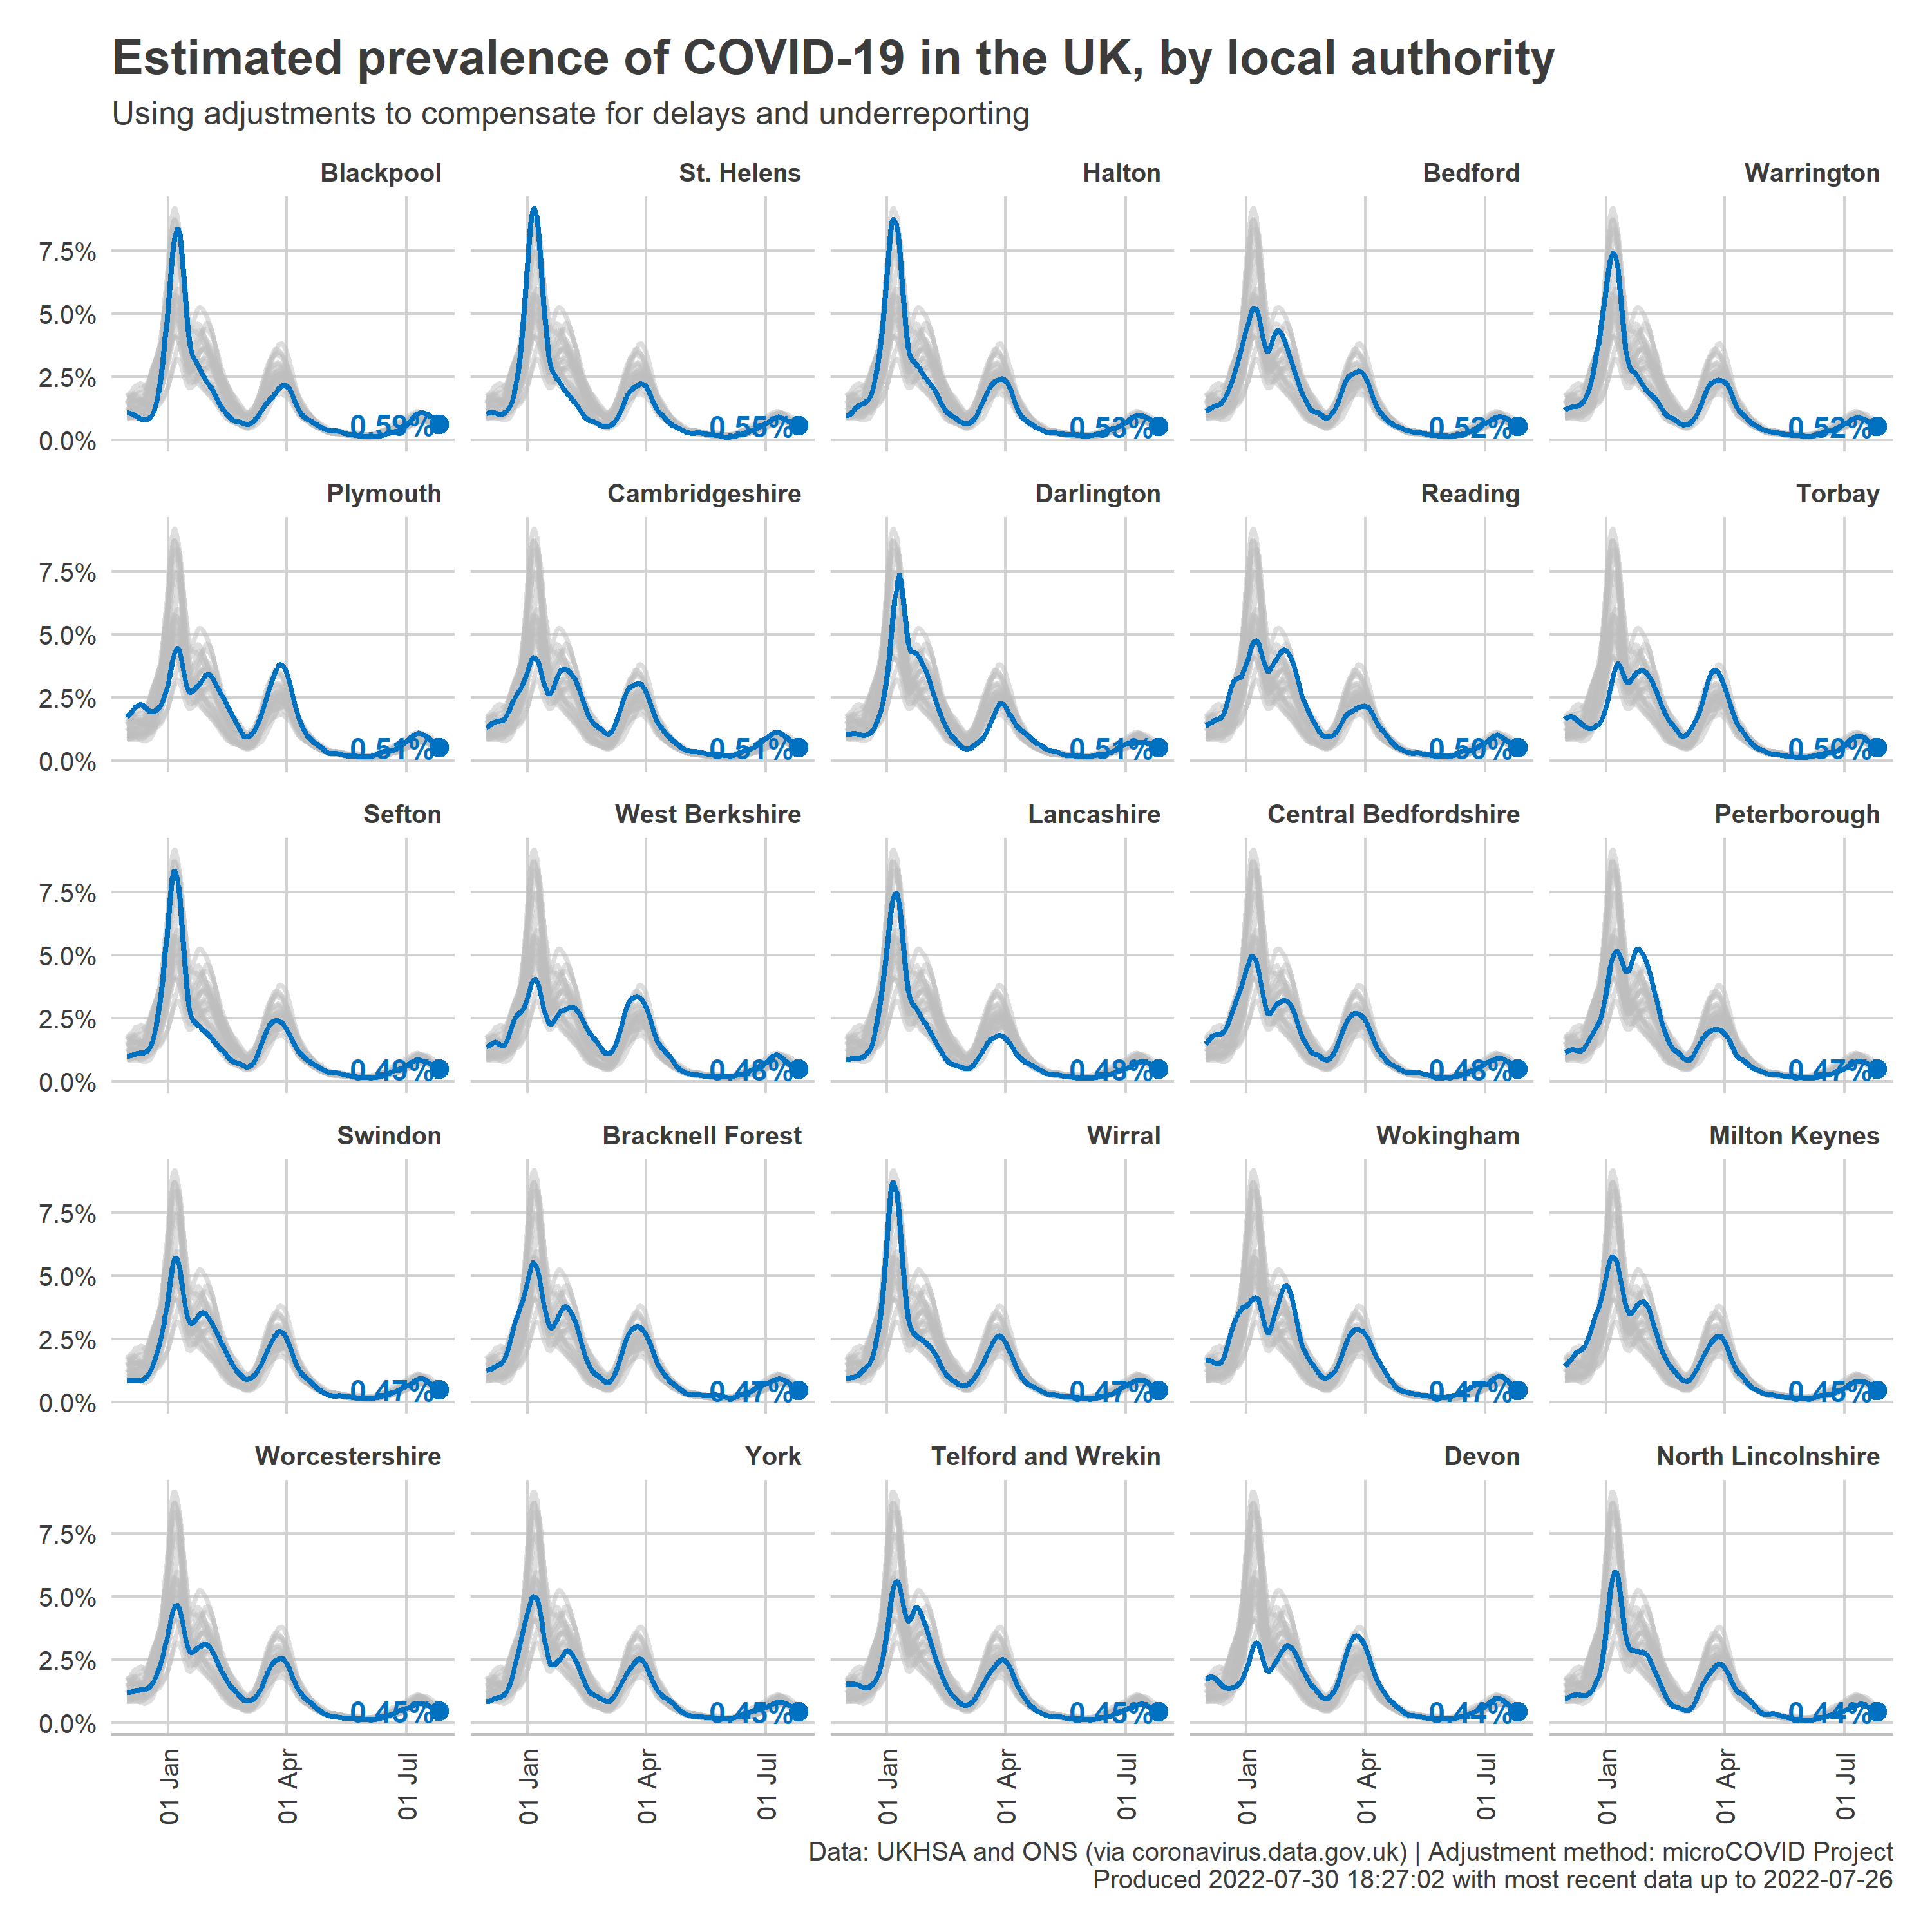 Estimated prevalence of COVID-19 in the UK, by local authority
Using adjustments to compensate for delays and underreporting
Blackpool St. Helens Halton Bedford Warrington
7.5%
5.0%
2.5%
0.0%
0.59% 0.55% 0.53% 0.52% 0.52%
Plymouth Cambridgeshire Darlington Reading Torbay
7.5%
5.0%
2.5%
0.0%
0.51% 0.51% 0.51% 0.50% 0.50%
Sefton West Berkshire Lancashire Central Bedfordshire Peterborough
7.5%
5.0%
2.5%
0.0%
0.49% 0.48% 0.48% 0.48% 0.47%
Swindon Bracknell Forest Wirral Wokingham Milton Keynes
7.5%
5.0%
2.5%
0.0%
0.47% 0.47% 0.47% 0.47% 0.45%
Worcestershire York Telford and Wrekin Devon North Lincolnshire
7.5%
5.0%
2.5%
0.0%
0.45% 0.45% 0.45% 0.44% 0.44%
01 Jan 01 Apr 01 Jul 01 Jan 01 Apr 01 Jul 01 Jan 01 Apr 01 Jul 01 Jan 01 Apr 01 Jul 01 Jan 01 Apr 01 Jul
Data: UKHSA and ONS (via coronavirus.data.gov.uk) | Adjustment method: microCOVID Project
Produced 2022-07-30 18:27:02 with most recent data up to 2022-07-26